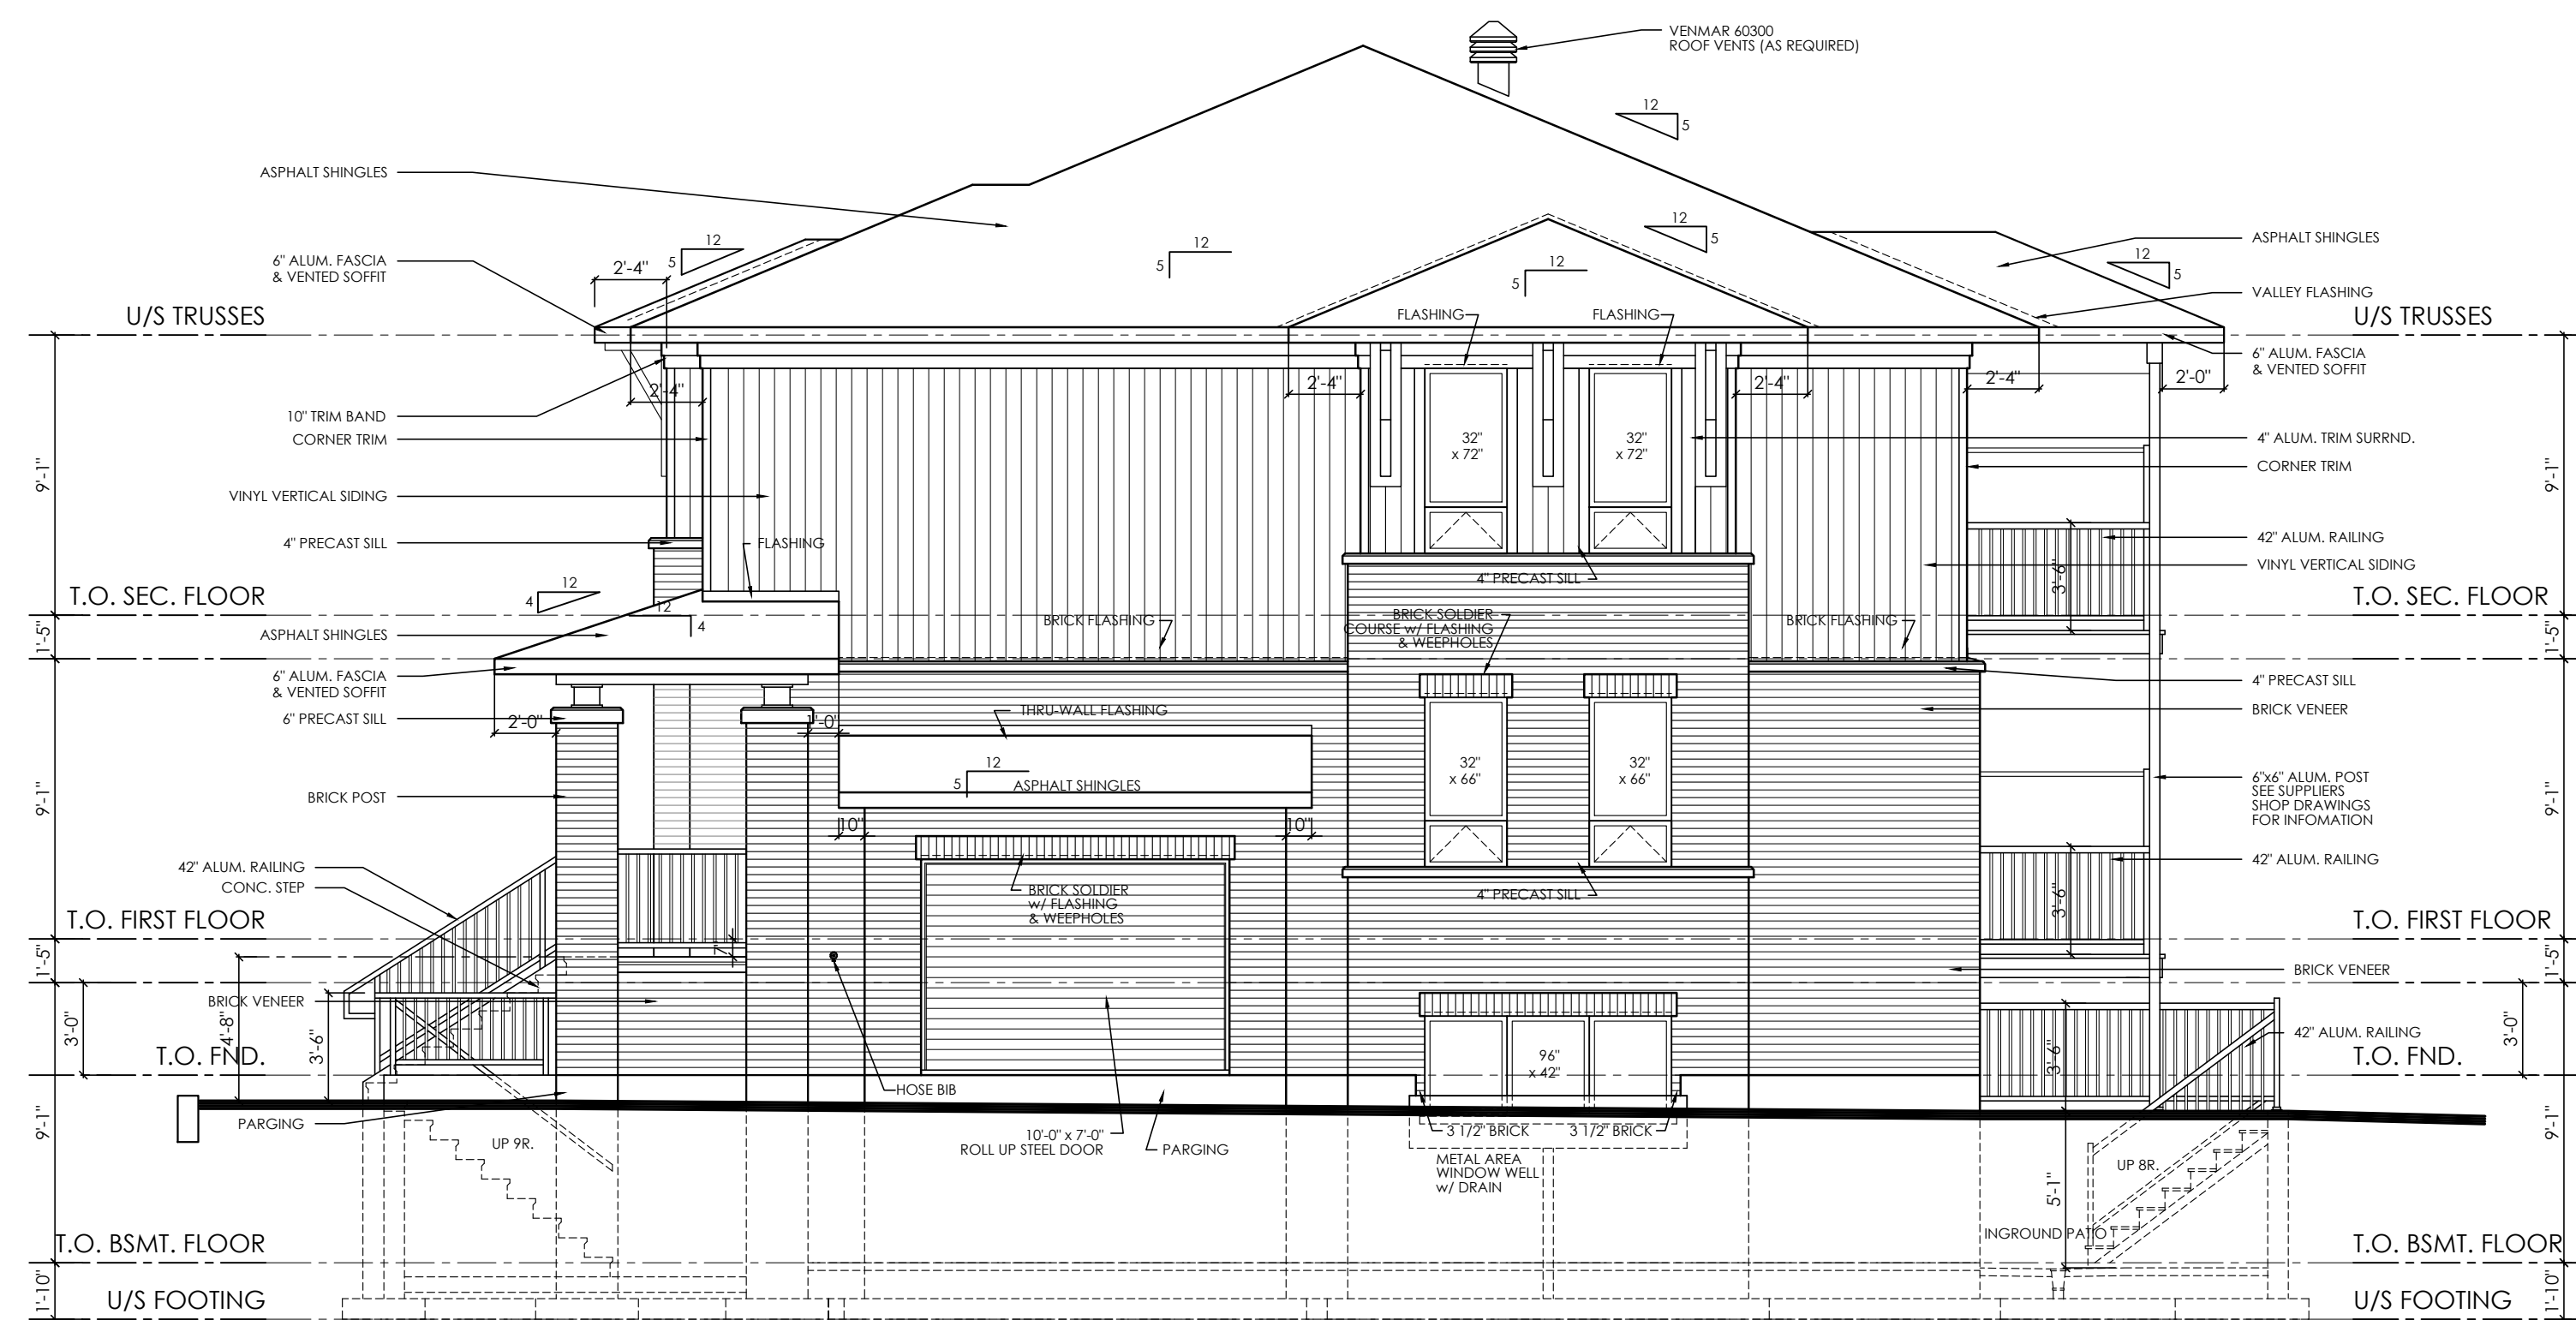 VENMAR 60300
ROOF VENTS (AS REQUIRED)
12
5
ASPHALT SHINGLES
12
5
12
5
12
5
12
5
ASPHALT SHINGLES
12
5
6" ALUM. FASCIA
& VENTED SOFFIT
2'-4"
VALLEY FLASHING
U/S TRUSSES
FLASHING
FLASHING
U/S TRUSSES
6" ALUM. FASCIA
& VENTED SOFFIT
2'-4"
2'-4"
2'-4"
2'-4"
2'-0"
10" TRIM BAND
CORNER TRIM
32"
x 72"
32"
x 72"
4" ALUM. TRIM SURRND.
CORNER TRIM
9'-1"
9'-1"
VINYL VERTICAL SIDING
4" PRECAST SILL
FLASHING
42" ALUM. RAILING
VINYL VERTICAL SIDING
4" PRECAST SILL
3'-6"
12
4
T.O. SEC. FLOOR
T.O. SEC. FLOOR
12
4
BRICK FLASHING
BRICK SOLDIER
COURSE w/ FLASHING
& WEEPHOLES
BRICK FLASHING
1'-5"
1'-5"
ASPHALT SHINGLES
6" ALUM. FASCIA
& VENTED SOFFIT
4" PRECAST SILL
6" PRECAST SILL
2'-0"
1'-0"
THRU-WALL FLASHING
BRICK VENEER
12
5
ASPHALT SHINGLES
32"
x 66"
32"
x 66"
6"x6" ALUM. POST
SEE SUPPLIERS
SHOP DRAWINGS
FOR INFOMATION
9'-1"
9'-1"
BRICK POST
10"
10"
42" ALUM. RAILING
CONC. STEP
42" ALUM. RAILING
BRICK SOLDIER
w/ FLASHING
& WEEPHOLES
4" PRECAST SILL
3'-6"
T.O. FIRST FLOOR
T.O. FIRST FLOOR
1'-5"
7"
1'-5"
BRICK VENEER
BRICK VENEER
3'-0"
4'-8"
3'-6"
3'-0"
42" ALUM. RAILING
T.O. FND.
T.O. FND.
96"
x 42"
3'-6"
HOSE BIB
PARGING
9'-1"
9'-1"
UP 9R.
10'-0" x 7'-0"
ROLL UP STEEL DOOR
PARGING
3 1/2" BRICK
3 1/2" BRICK
METAL AREA
WINDOW WELL
w/ DRAIN
UP 8R.
5'-1"
INGROUND PATIO
T.O. BSMT. FLOOR
T.O. BSMT. FLOOR
1'-10"
1'-10"
U/S FOOTING
U/S FOOTING